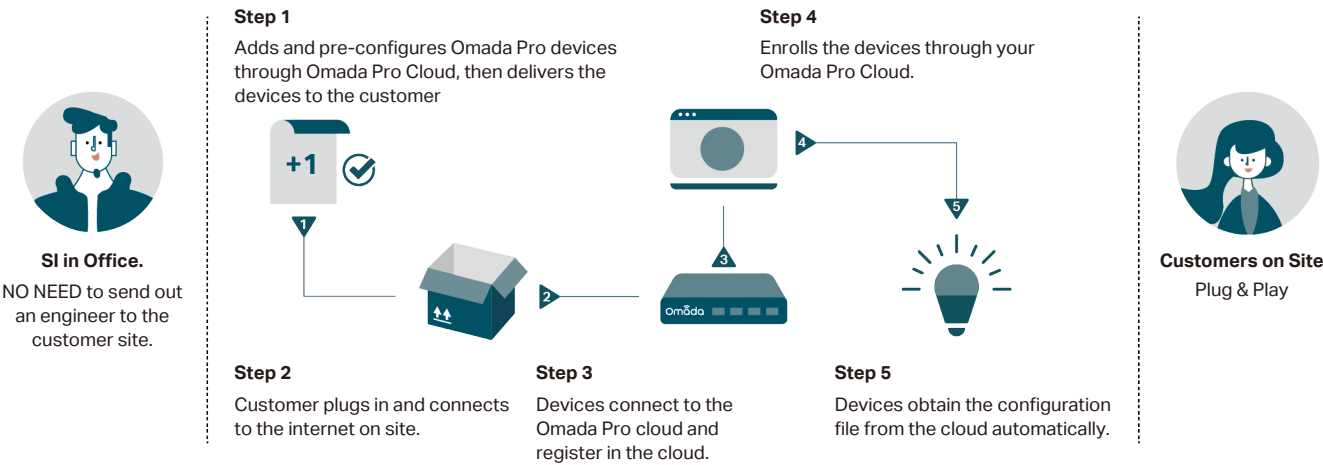 SI in Office.
NO NEED to send out
an engineer to the
customer site.
Step 1
Adds and pre-configures Omada Pro devices
through Omada Pro Cloud, then delivers the
devices to the customer
+1
1
Step 2
Customer plugs in and connects
to the internet on site.
2
Omada
3
Step 3
Devices connect to the
Omada Pro cloud and
register in the cloud.
Step 4
Enrolls the devices through your
Omada Pro Cloud.
4
5
Step 5
Devices obtain the configuration
file from the cloud automatically.
Customers on Site
Plug & Play